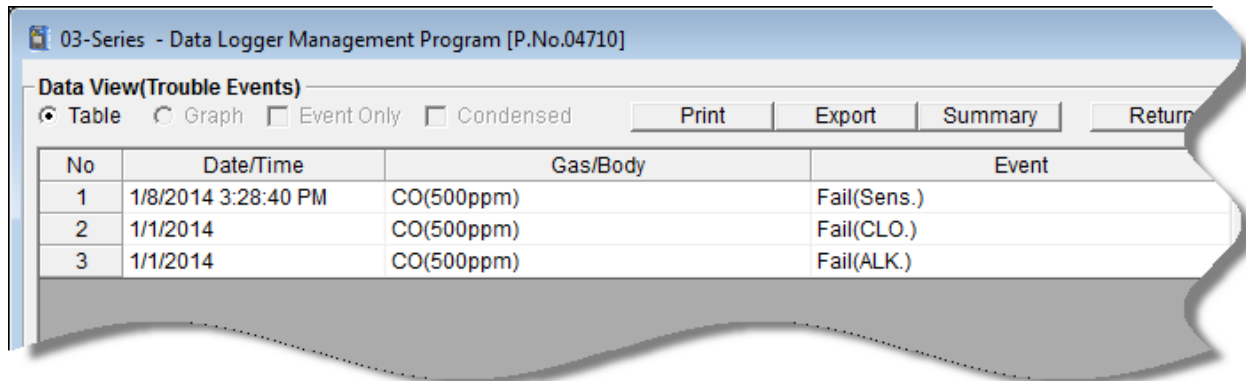 03-Series - Data Logger Management Program [P.No.04710]
Data View(Trouble Events)
Table Graph Event Only Condensed Print Export Summary Return
No Date/Time Gas/Body Event
1 1/8/2014 3:28:40 PM CO(500ppm) Fail(Sens.)
2 1/1/2014 CO(500ppm) Fail(CLO.)
3 1/1/2014 CO(500ppm) Fail(ALK.)